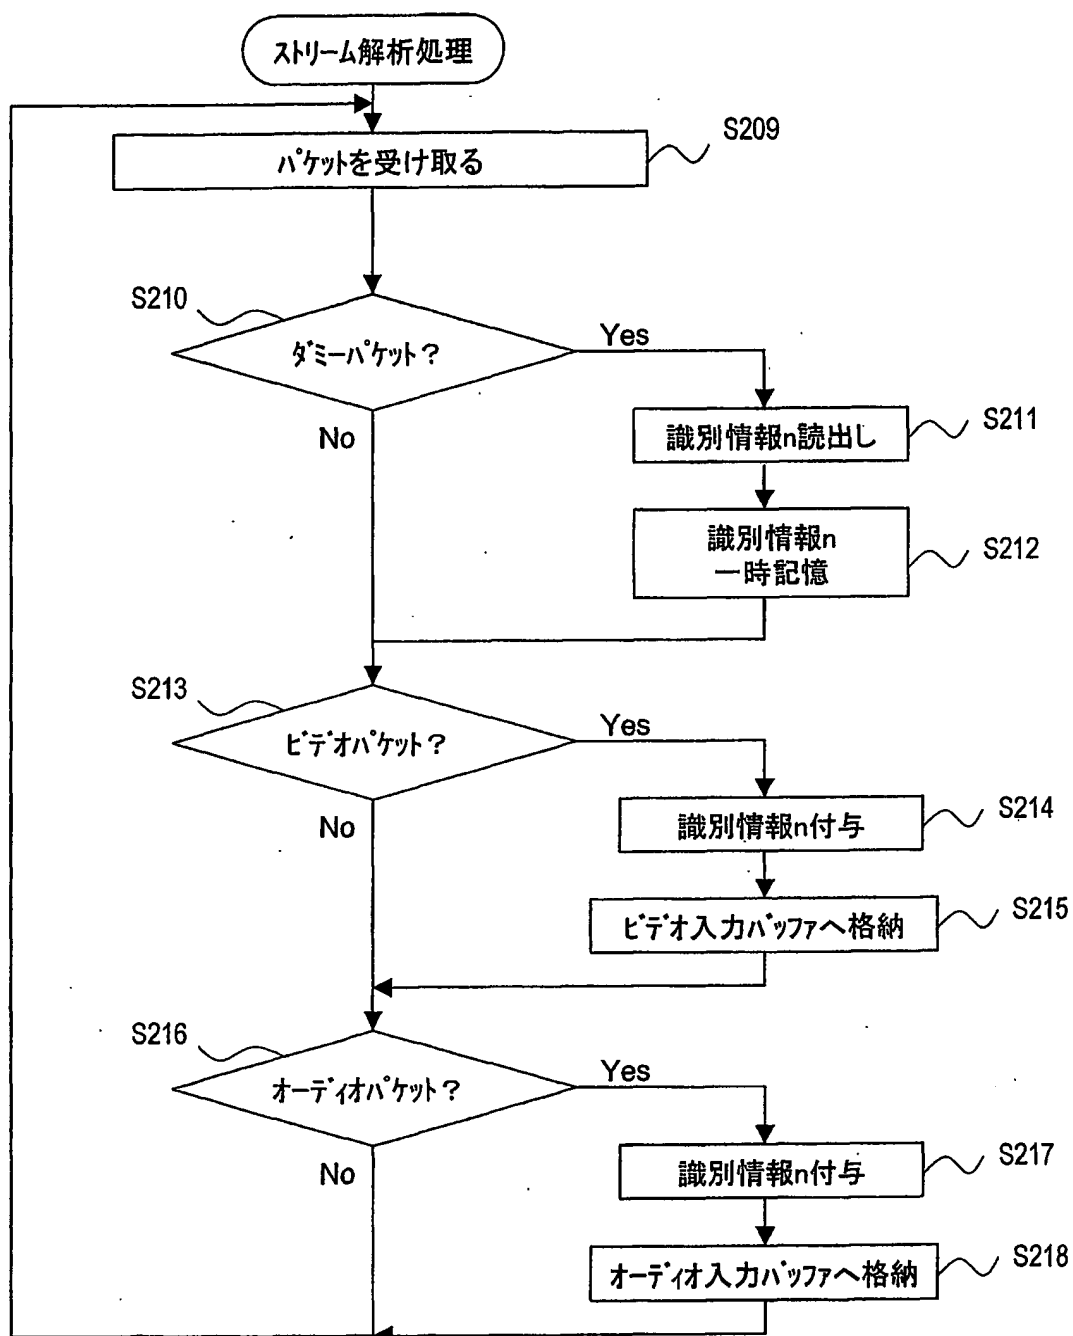 ストリーム解析処理
S209
パケットを受け取る
S210
ダミーパケット?
Yes
No
S211
識別情報n読出し
S212
識別情報n
一時記憶
S213
ビデオパケット?
Yes
No
S214
識別情報n付与
S215
ビデオ入力バッファへ格納
S216
オーディオパケット?
Yes
No
S217
識別情報n付与
S218
オーディオ入力バッファへ格納